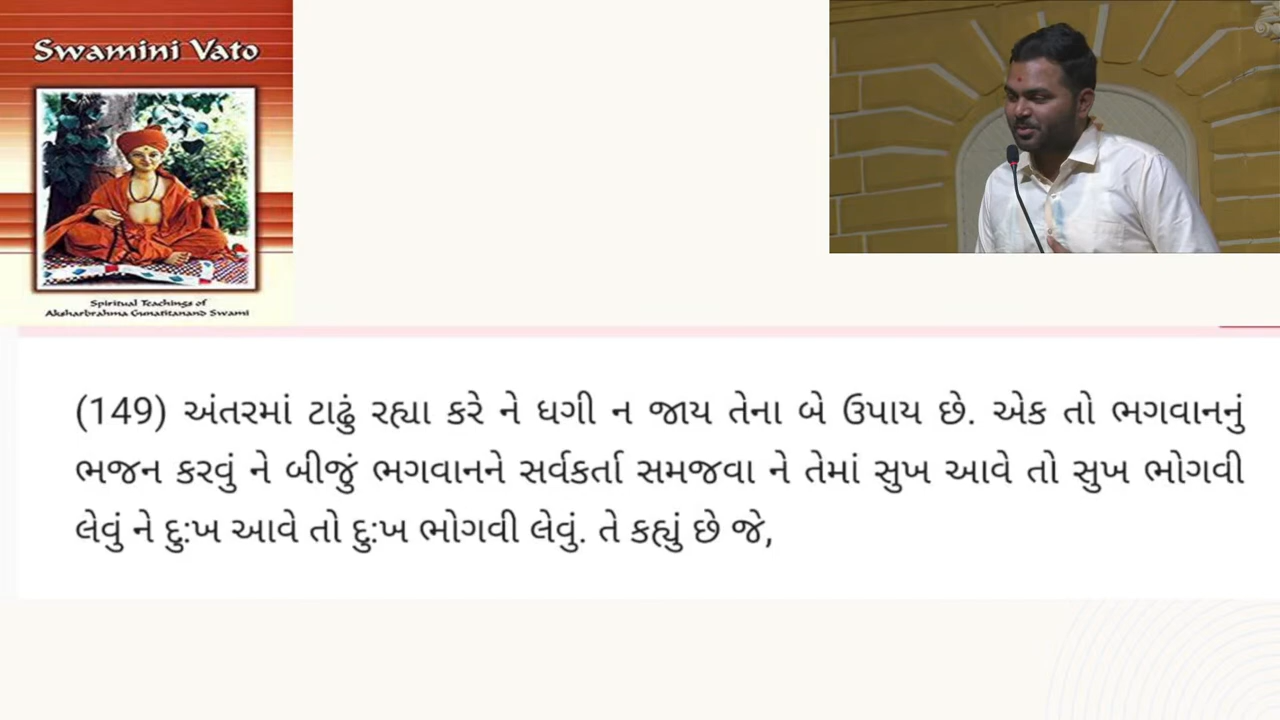 Swamini Vato
Spiritual Teachings of
Aksharbrahma Gunatitanand Swami
(149) અંતરમાં ટાઢું રહ્યા કરે ને ધગી ન જાય તેના બે ઉપાય છે. એક તો ભગવાનનું
ભજન કરવું ને બીજું ભગવાનને સર્વકર્તા સમજવા ને તેમાં સુખ આવે તો સુખ ભોગવી
લેવું ને દુ:ખ આવે તો દુ:ખ ભોગવી લેવું. તે કહ્યું છે જે,